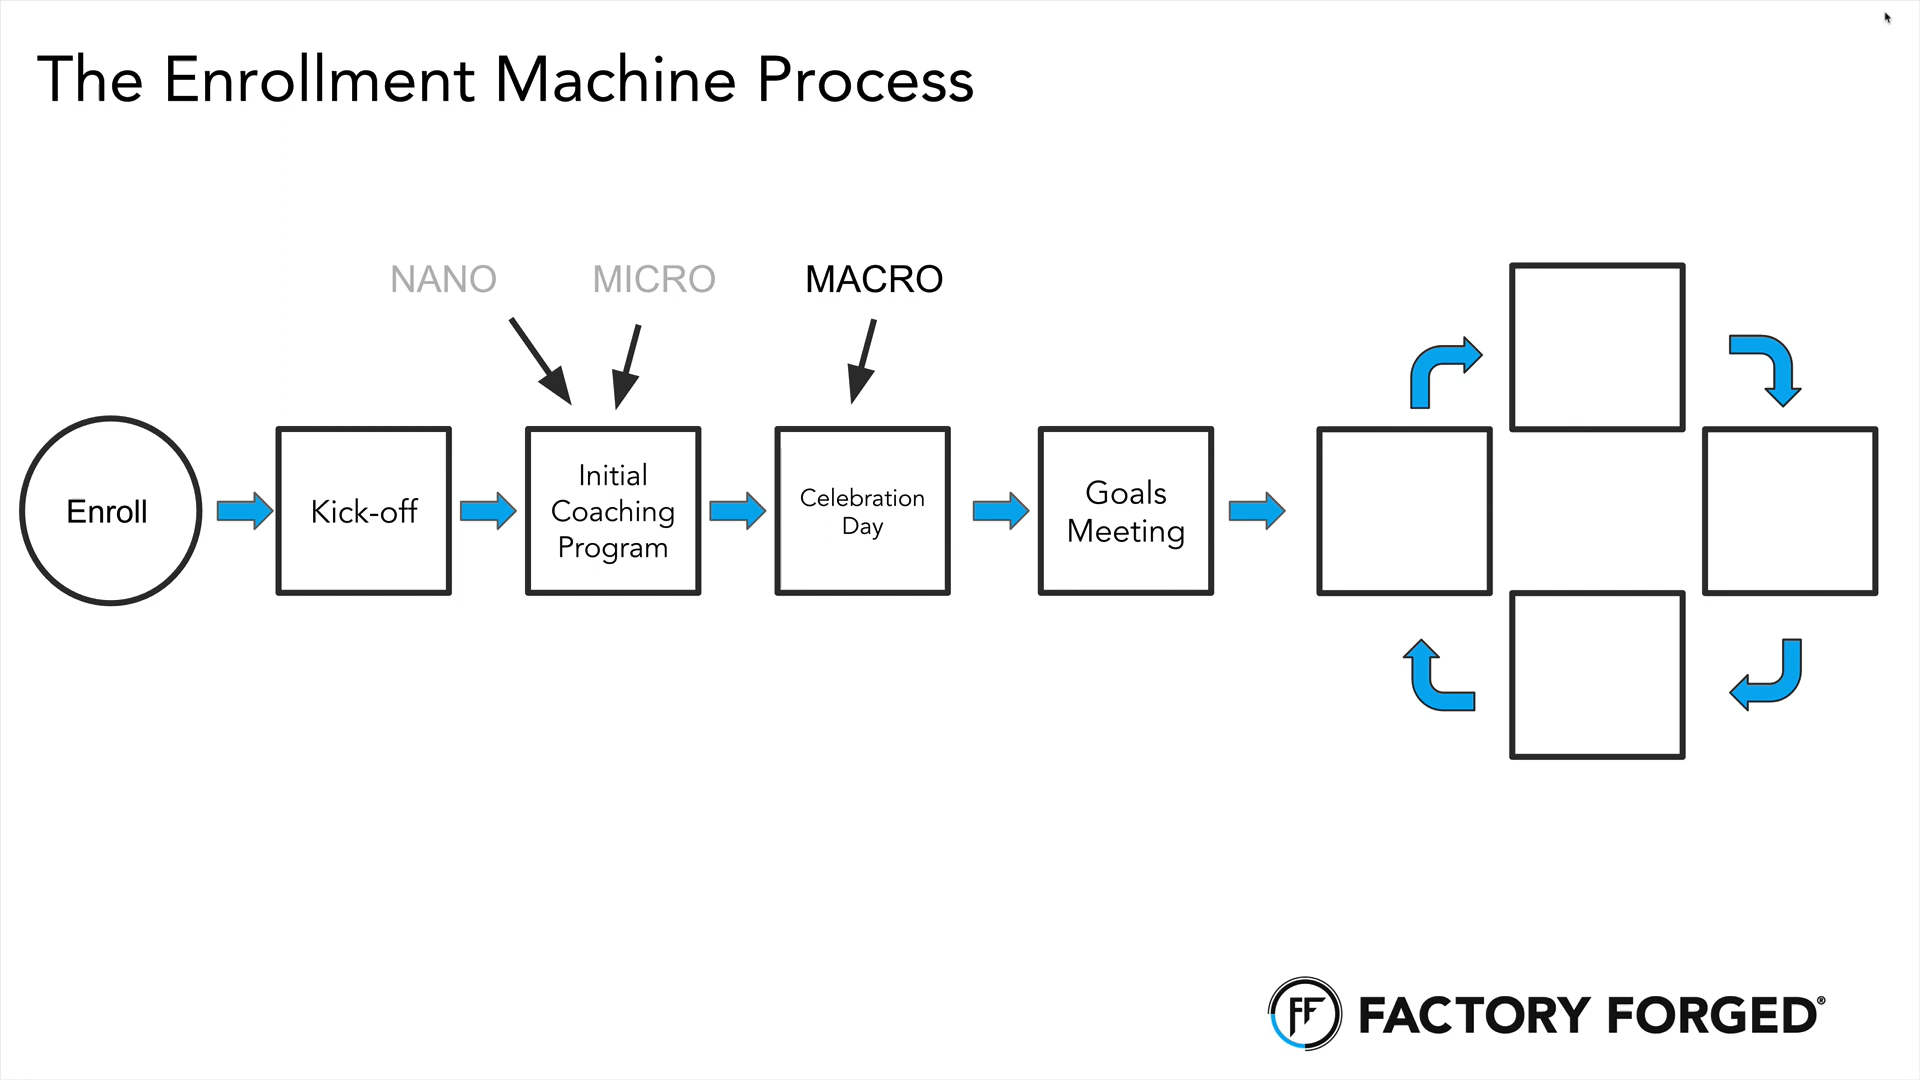 The Enrollment Machine Process
NANO
MICRO
MACRO
Enroll
Kick-off
Initial
Coaching
Program
Celebration
Day
Goals
Meeting
FF FACTORY FORGED®